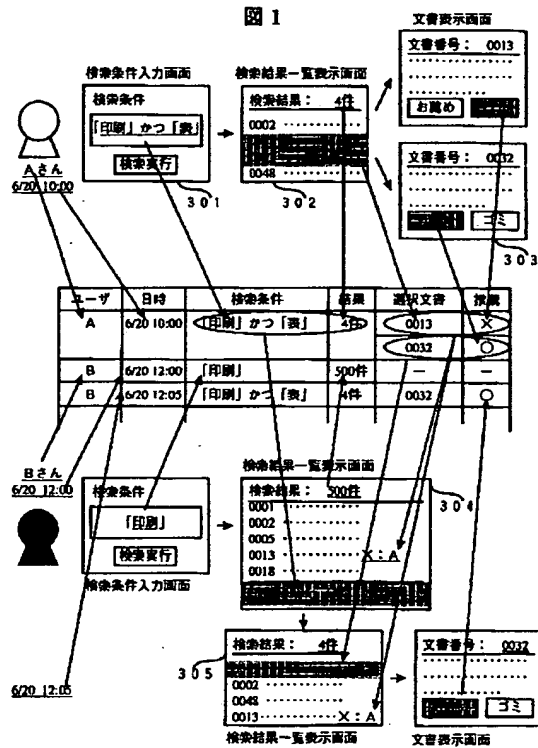 図 1
文書表示画面
検索条件入力画面
検索結果一覧表示画面
文書番号： 0013
お薦め
検索条件
「印刷」かつ「表」
検索実行
検索結果： 4件
0002
0048
文書番号： 0032
ゴミ
Aさん
6/20 10:00
301
302
303
ユーザ 日時 検索条件 結果 選択文書 推薦
A 6/20 10:00 「印刷」かつ「表」 4件 0013 ×
0032 ○
B 6/20 12:00 「印刷」 500件 － －
B 6/20 12:05 「印刷」かつ「表」 4件 0032 ○
Bさん
6/20 12:00
検索条件
「印刷」
検索実行
検索条件入力画面
検索結果一覧表示画面
検索結果： 500件
0001
0002
0005
0013 ×：A
0018
304
305
6/20 12:05
検索結果： 4件
0002
0048
0013 ×：A
検索結果一覧表示画面
文書番号： 0032
ゴミ
文書表示画面